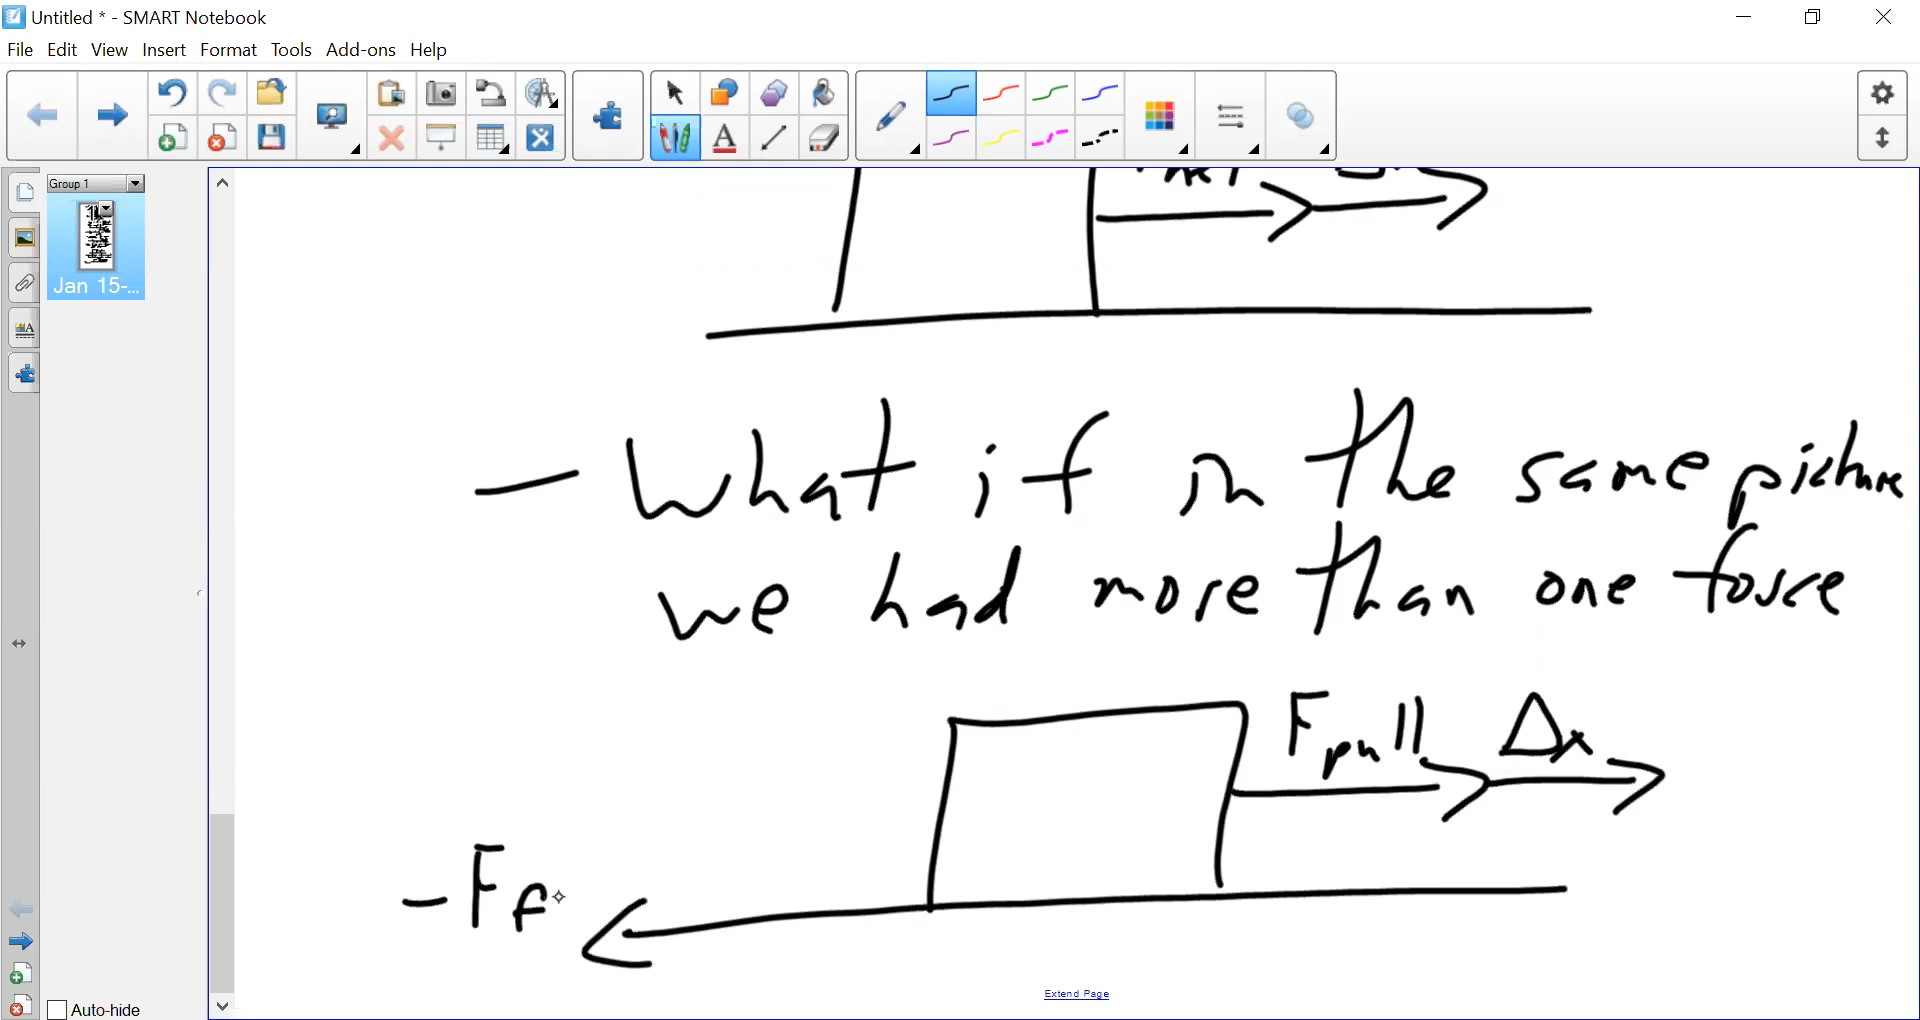 Untitled * - SMART Notebook
File Edit View Insert Format Tools Add-ons Help
Group 1
Jan 15-...
- What if in the same picture
we had more than one force
Fpull Δx
-Ff
Extend Page
Auto-hide